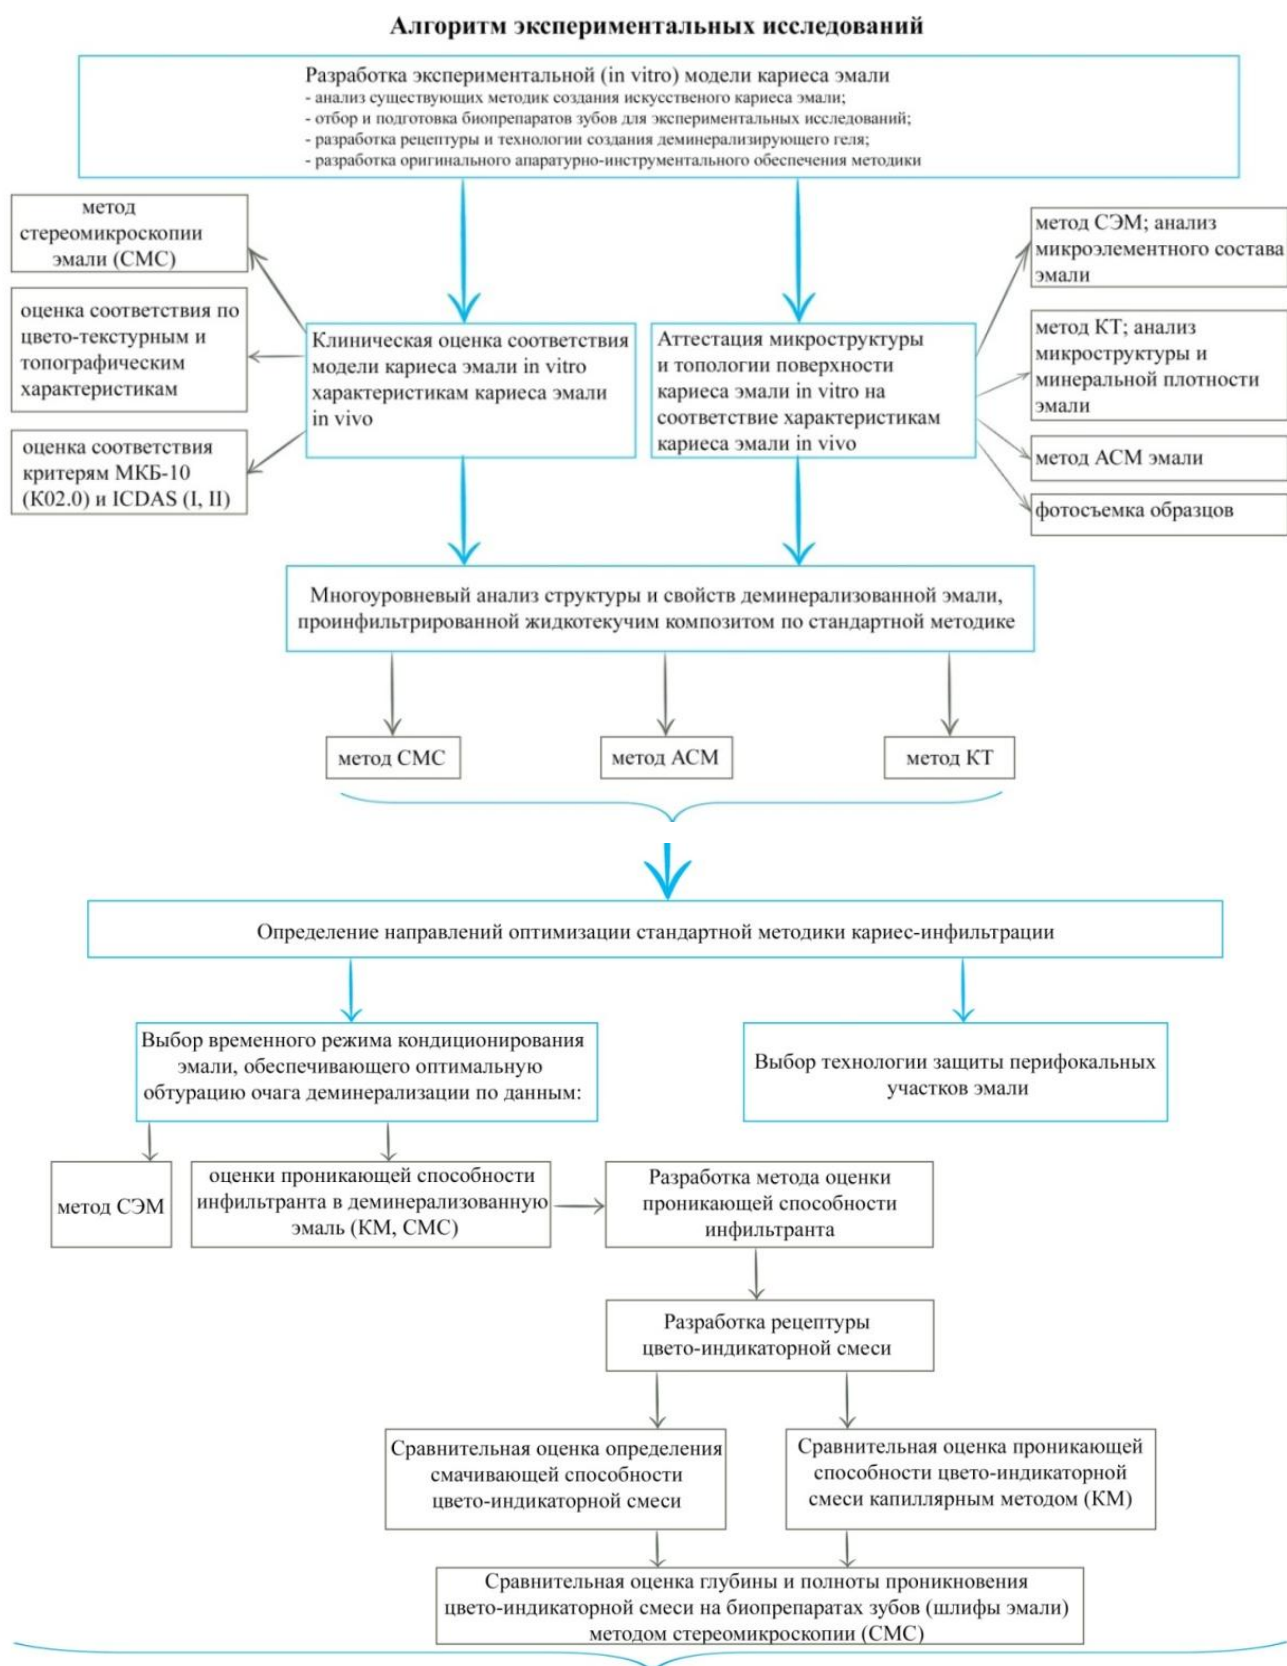 Алгоритм экспериментальных исследований
Разработка экспериментальной (in vitro) модели кариеса эмали
- анализ существующих методик создания искусственого кариеса эмали;
- отбор и подготовка биопрепаратов зубов для экспериментальных исследований;
- разработка рецептуры и технологии создания деминерализирующего геля;
- разработка оригинального апаратурно-инструментального обеспечения методики
метод
стереомикроскопии
эмали (СМС)
оценка соответствия по
цвето-текстурным и
топографическим
характеристикам
оценка соответствия
критерям МКБ-10
(К02.0) и ICDAS (I, II)
Клиническая оценка соответствия
модели кариеса эмали in vitro
характеристикам кариеса эмали
in vivo
Аттестация микроструктуры
и топологии поверхности
кариеса эмали in vitro на
соответствие характеристикам
кариеса эмали in vivo
метод СЭМ; анализ
микроэлементного состава
эмали
метод КТ; анализ
микроструктуры и
минеральной плотности
эмали
метод АСМ эмали
фотосъемка образцов
Многоуровневый анализ структуры и свойств деминерализованной эмали,
проинфильтрированной жидкотекучим композитом по стандартной методике
метод СМС
метод АСМ
метод КТ
Определение направлений оптимизации стандартной методики кариес-инфильтрации
Выбор временного режима кондиционирования
эмали, обеспечивающего оптимальную
обтурацию очага деминерализации по данным:
Выбор технологии защиты перифокальных
участков эмали
метод СЭМ
оценки проникающей способности
инфильтранта в деминерализованную
эмаль (КМ, СМС)
Разработка метода оценки
проникающей способности
инфильтранта
Разработка рецептуры
цвето-индикаторной смеси
Сравнительная оценка определения
смачивающей способности
цвето-индикаторной смеси
Сравнительная оценка проникающей
способности цвето-индикаторной
смеси капиллярным методом (КМ)
Сравнительная оценка глубины и полноты проникновения
цвето-индикаторной смеси на биопрепаратах зубов (шлифы эмали)
методом стереомикроскопии (СМС)